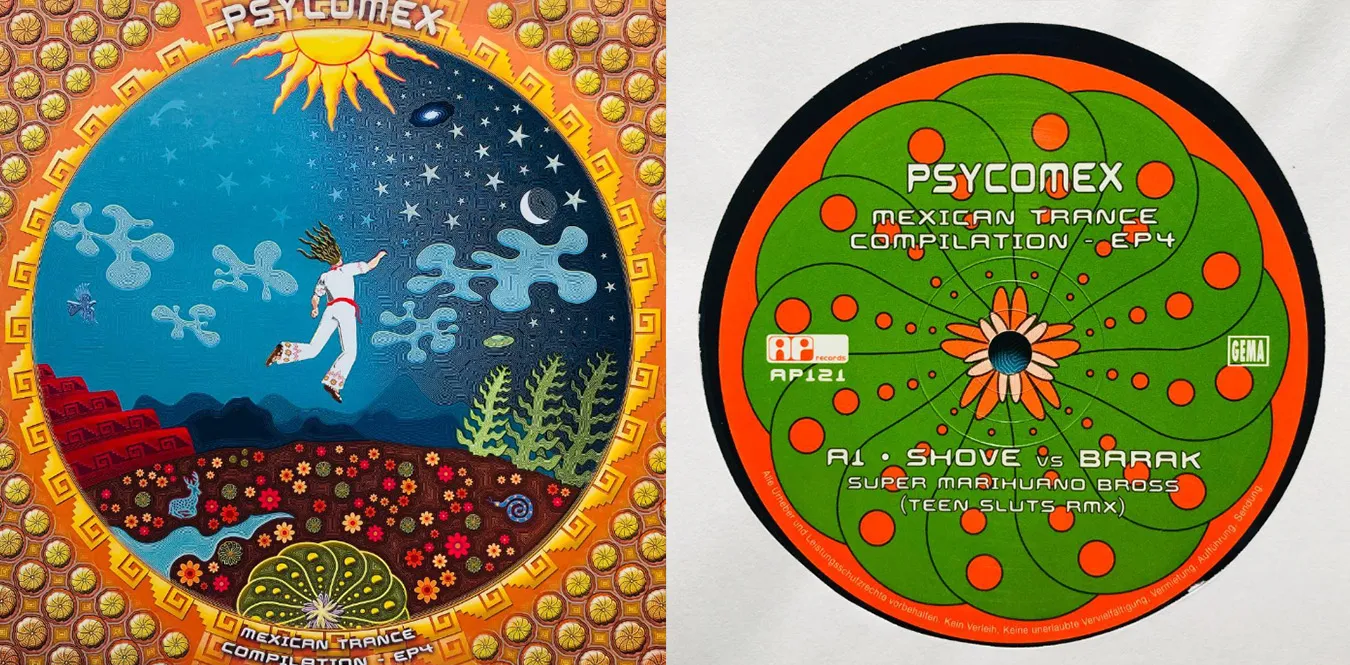 PSYCOMEX
MEXICAN TRANCE
COMPILATION - EP4
PSYCOMEX
MEXICAN TRANCE
COMPILATION - EP4
AP records
AP121
GEMA
A1 • SHOVE VS BARAK
SUPER MARIHUANO BROSS
(TEEN SLUTS RMX)
Alle Urheber und Leistungsschutzrechte vorbehalten. Kein Verleih. Keine unerlaubte Vervielfältigung, Vermietung, Aufführung, Sendung.